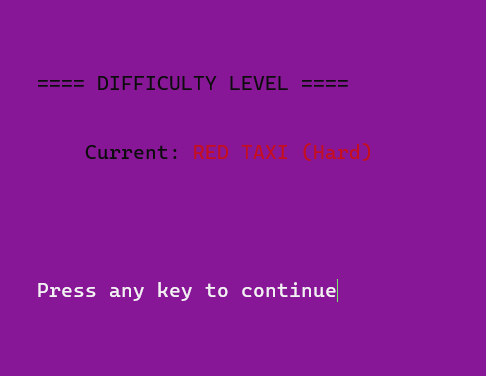 ==== DIFFICULTY LEVEL ====
Current: RED TAXI (Hard)
Press any key to continue